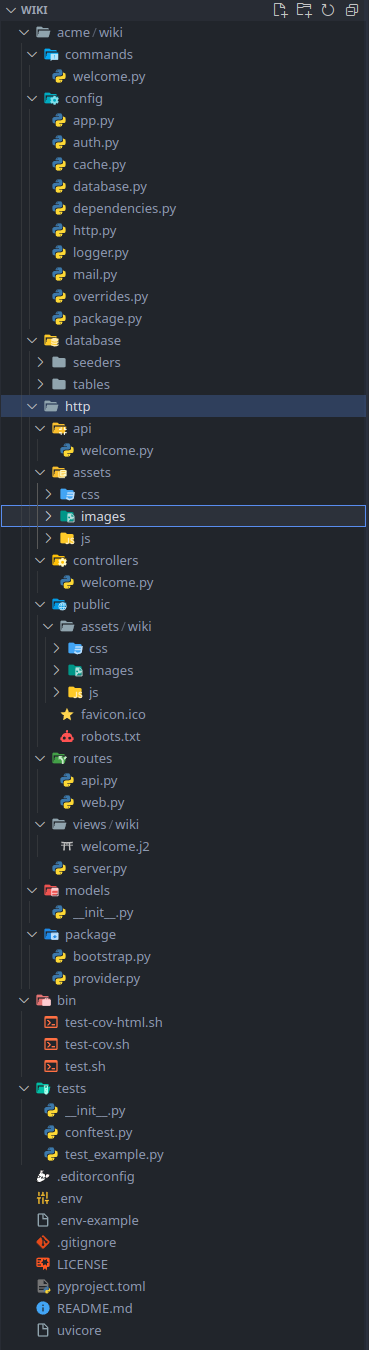 WIKI
acme / wiki
commands
welcome.py
config
app.py
auth.py
cache.py
database.py
dependencies.py
http.py
logger.py
mail.py
overrides.py
package.py
database
seeders
tables
http
api
welcome.py
assets
css
images
js
controllers
welcome.py
public
assets / wiki
css
images
js
favicon.ico
robots.txt
routes
api.py
web.py
views / wiki
welcome.j2
server.py
models
__init__.py
package
bootstrap.py
provider.py
bin
test-cov-html.sh
test-cov.sh
test.sh
tests
__init__.py
conftest.py
test_example.py
.editorconfig
.env
.env-example
.gitignore
LICENSE
pyproject.toml
README.md
uvicore